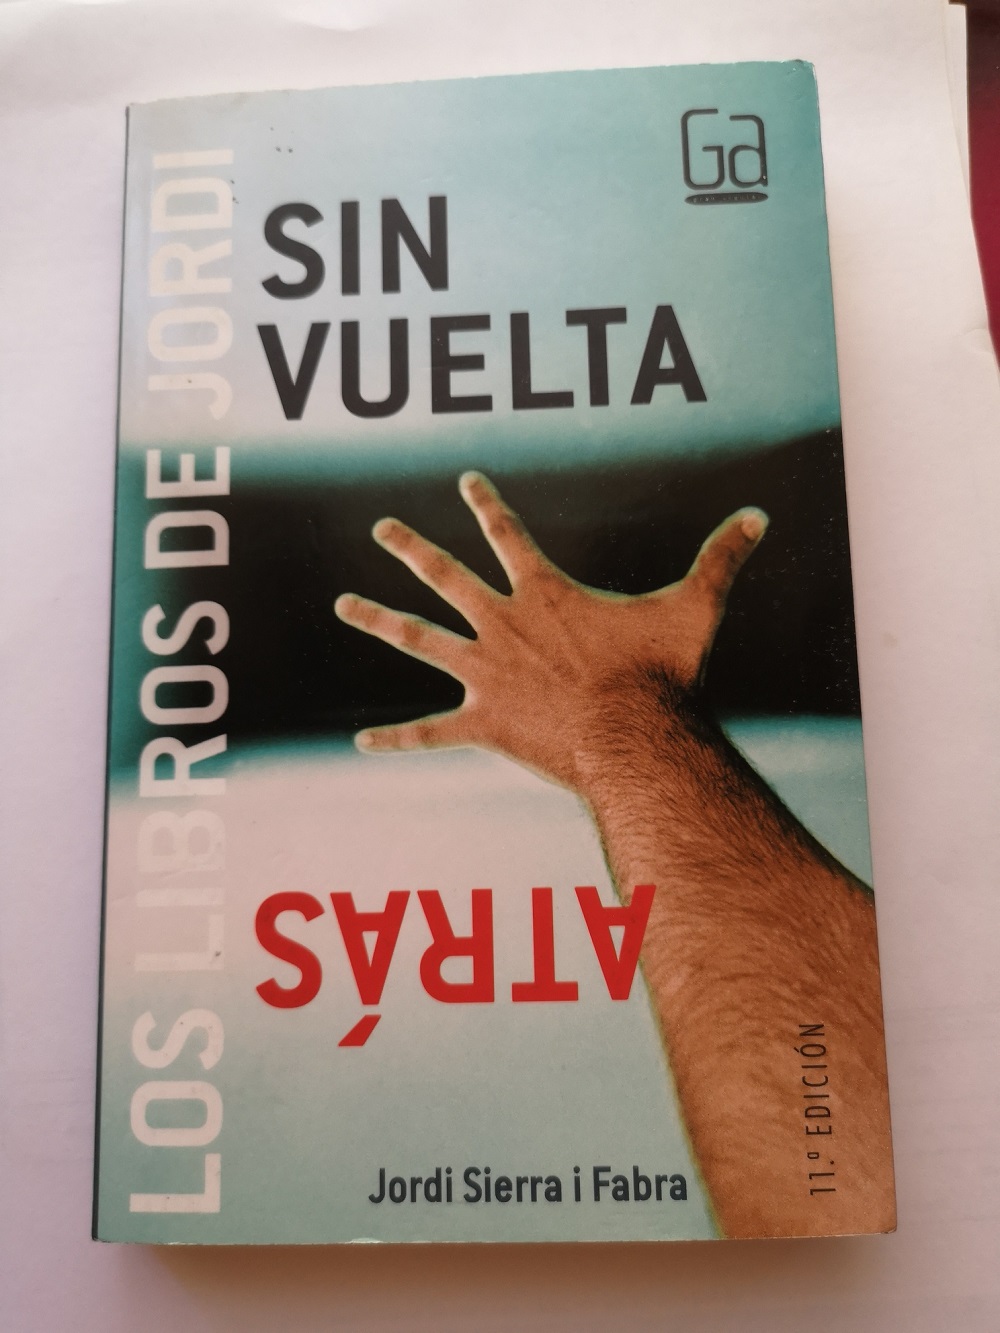 LOS LIBROS DE JORDI
Ga
SIN
VUELTA
ATRÁS
11.ª EDICIÓN
Jordi Sierra i Fabra